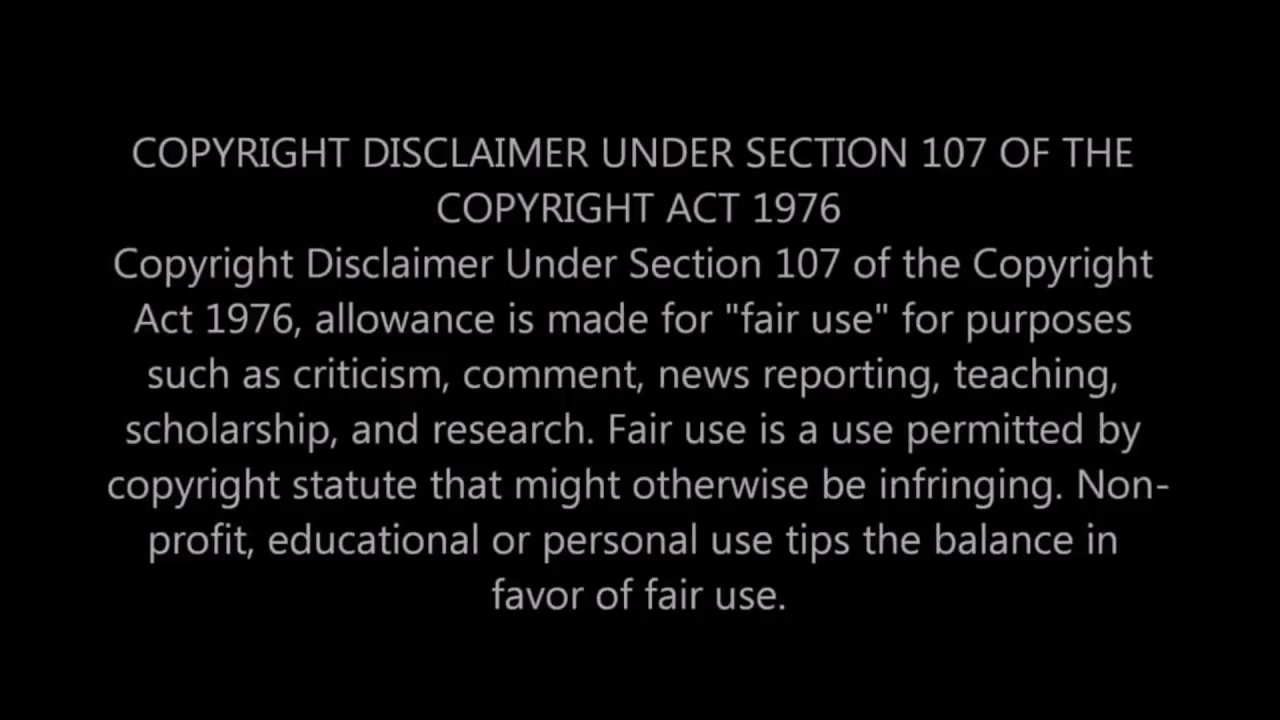 COPYRIGHT DISCLAIMER UNDER SECTION 107 OF THE
COPYRIGHT ACT 1976
Copyright Disclaimer Under Section 107 of the Copyright
Act 1976, allowance is made for "fair use" for purposes
such as criticism, comment, news reporting, teaching,
scholarship, and research. Fair use is a use permitted by
copyright statute that might otherwise be infringing. Non-
profit, educational or personal use tips the balance in
favor of fair use.